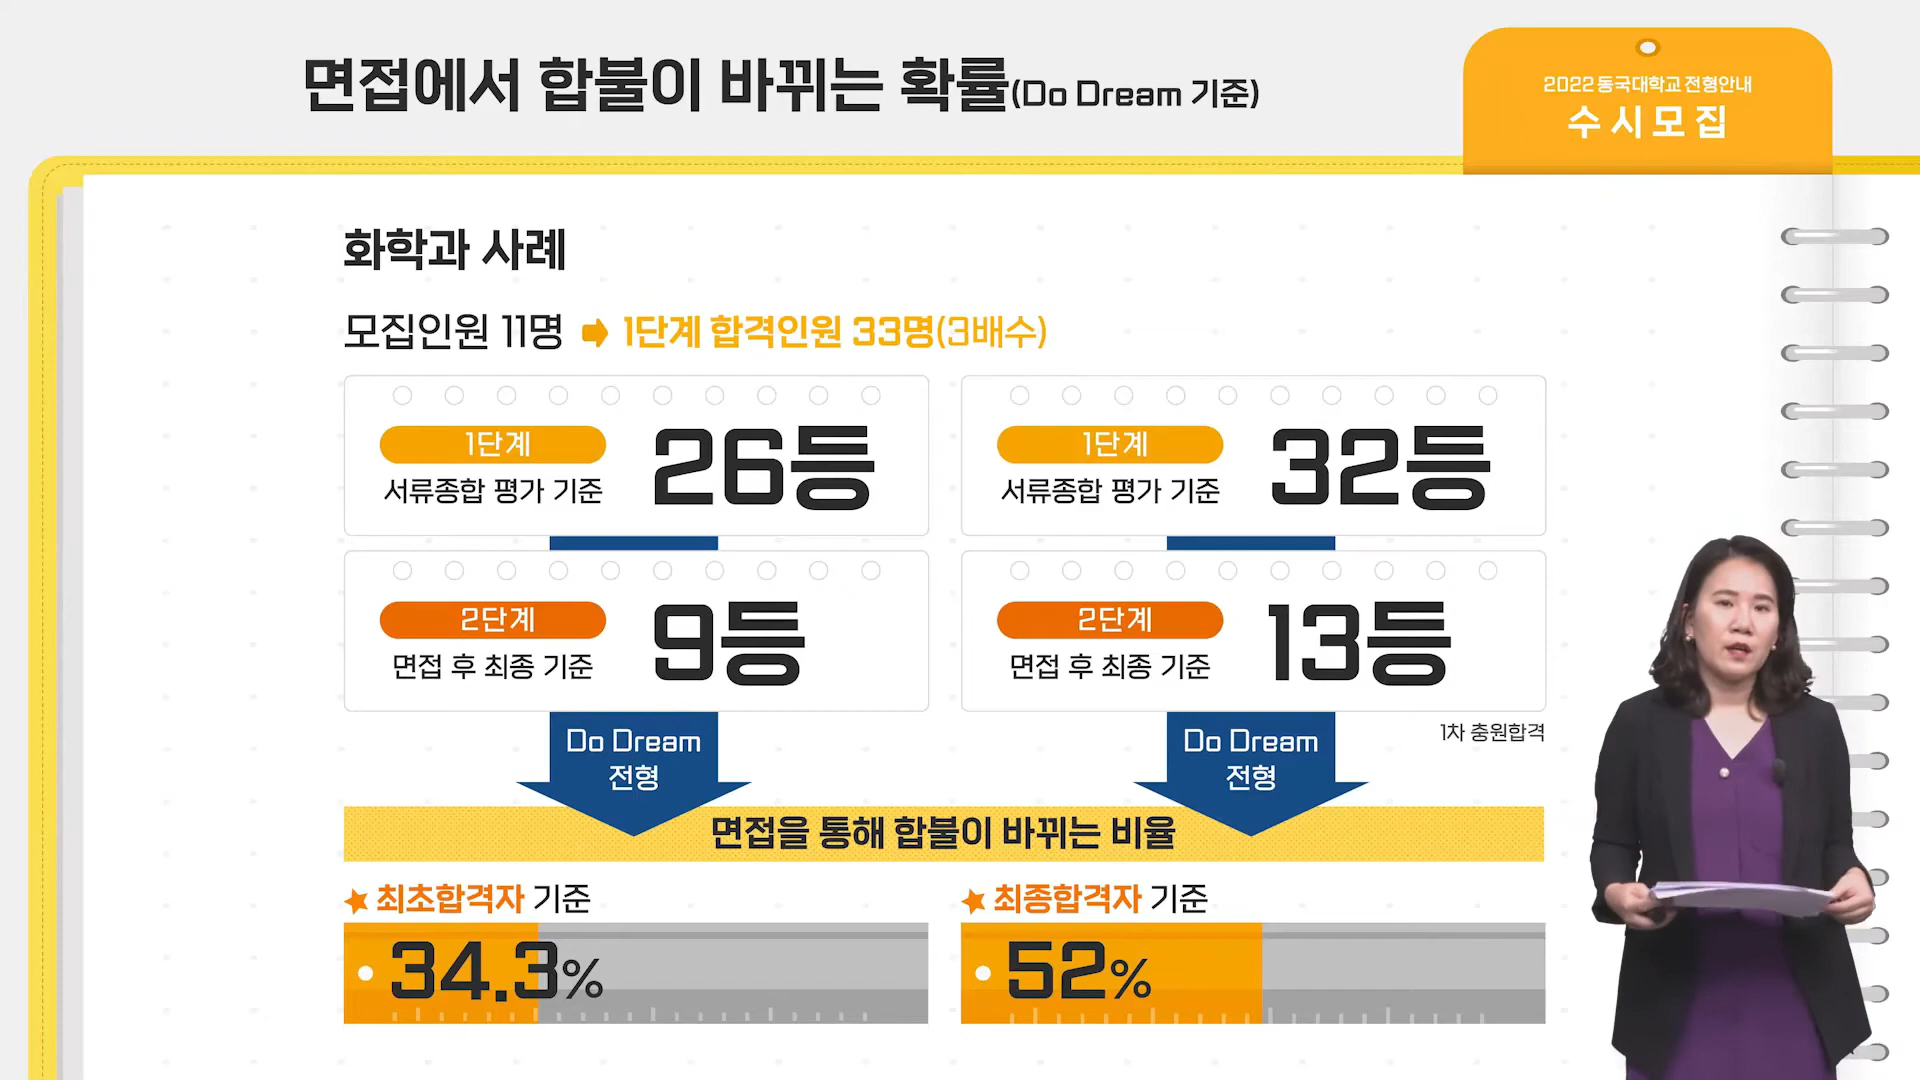 면접에서 합불이 바뀌는 확률(Do Dream 기준)
2022 동국대학교 전형안내
수시모집
화학과 사례
모집인원 11명 ➡ 1단계 합격인원 33명(3배수)
1단계
서류종합 평가 기준
26등
1단계
서류종합 평가 기준
32등
2단계
면접 후 최종 기준
9등
2단계
면접 후 최종 기준
13등
1차 충원합격
Do Dream
전형
Do Dream
전형
면접을 통해 합불이 바뀌는 비율
최초합격자 기준
34.3%
최종합격자 기준
52%